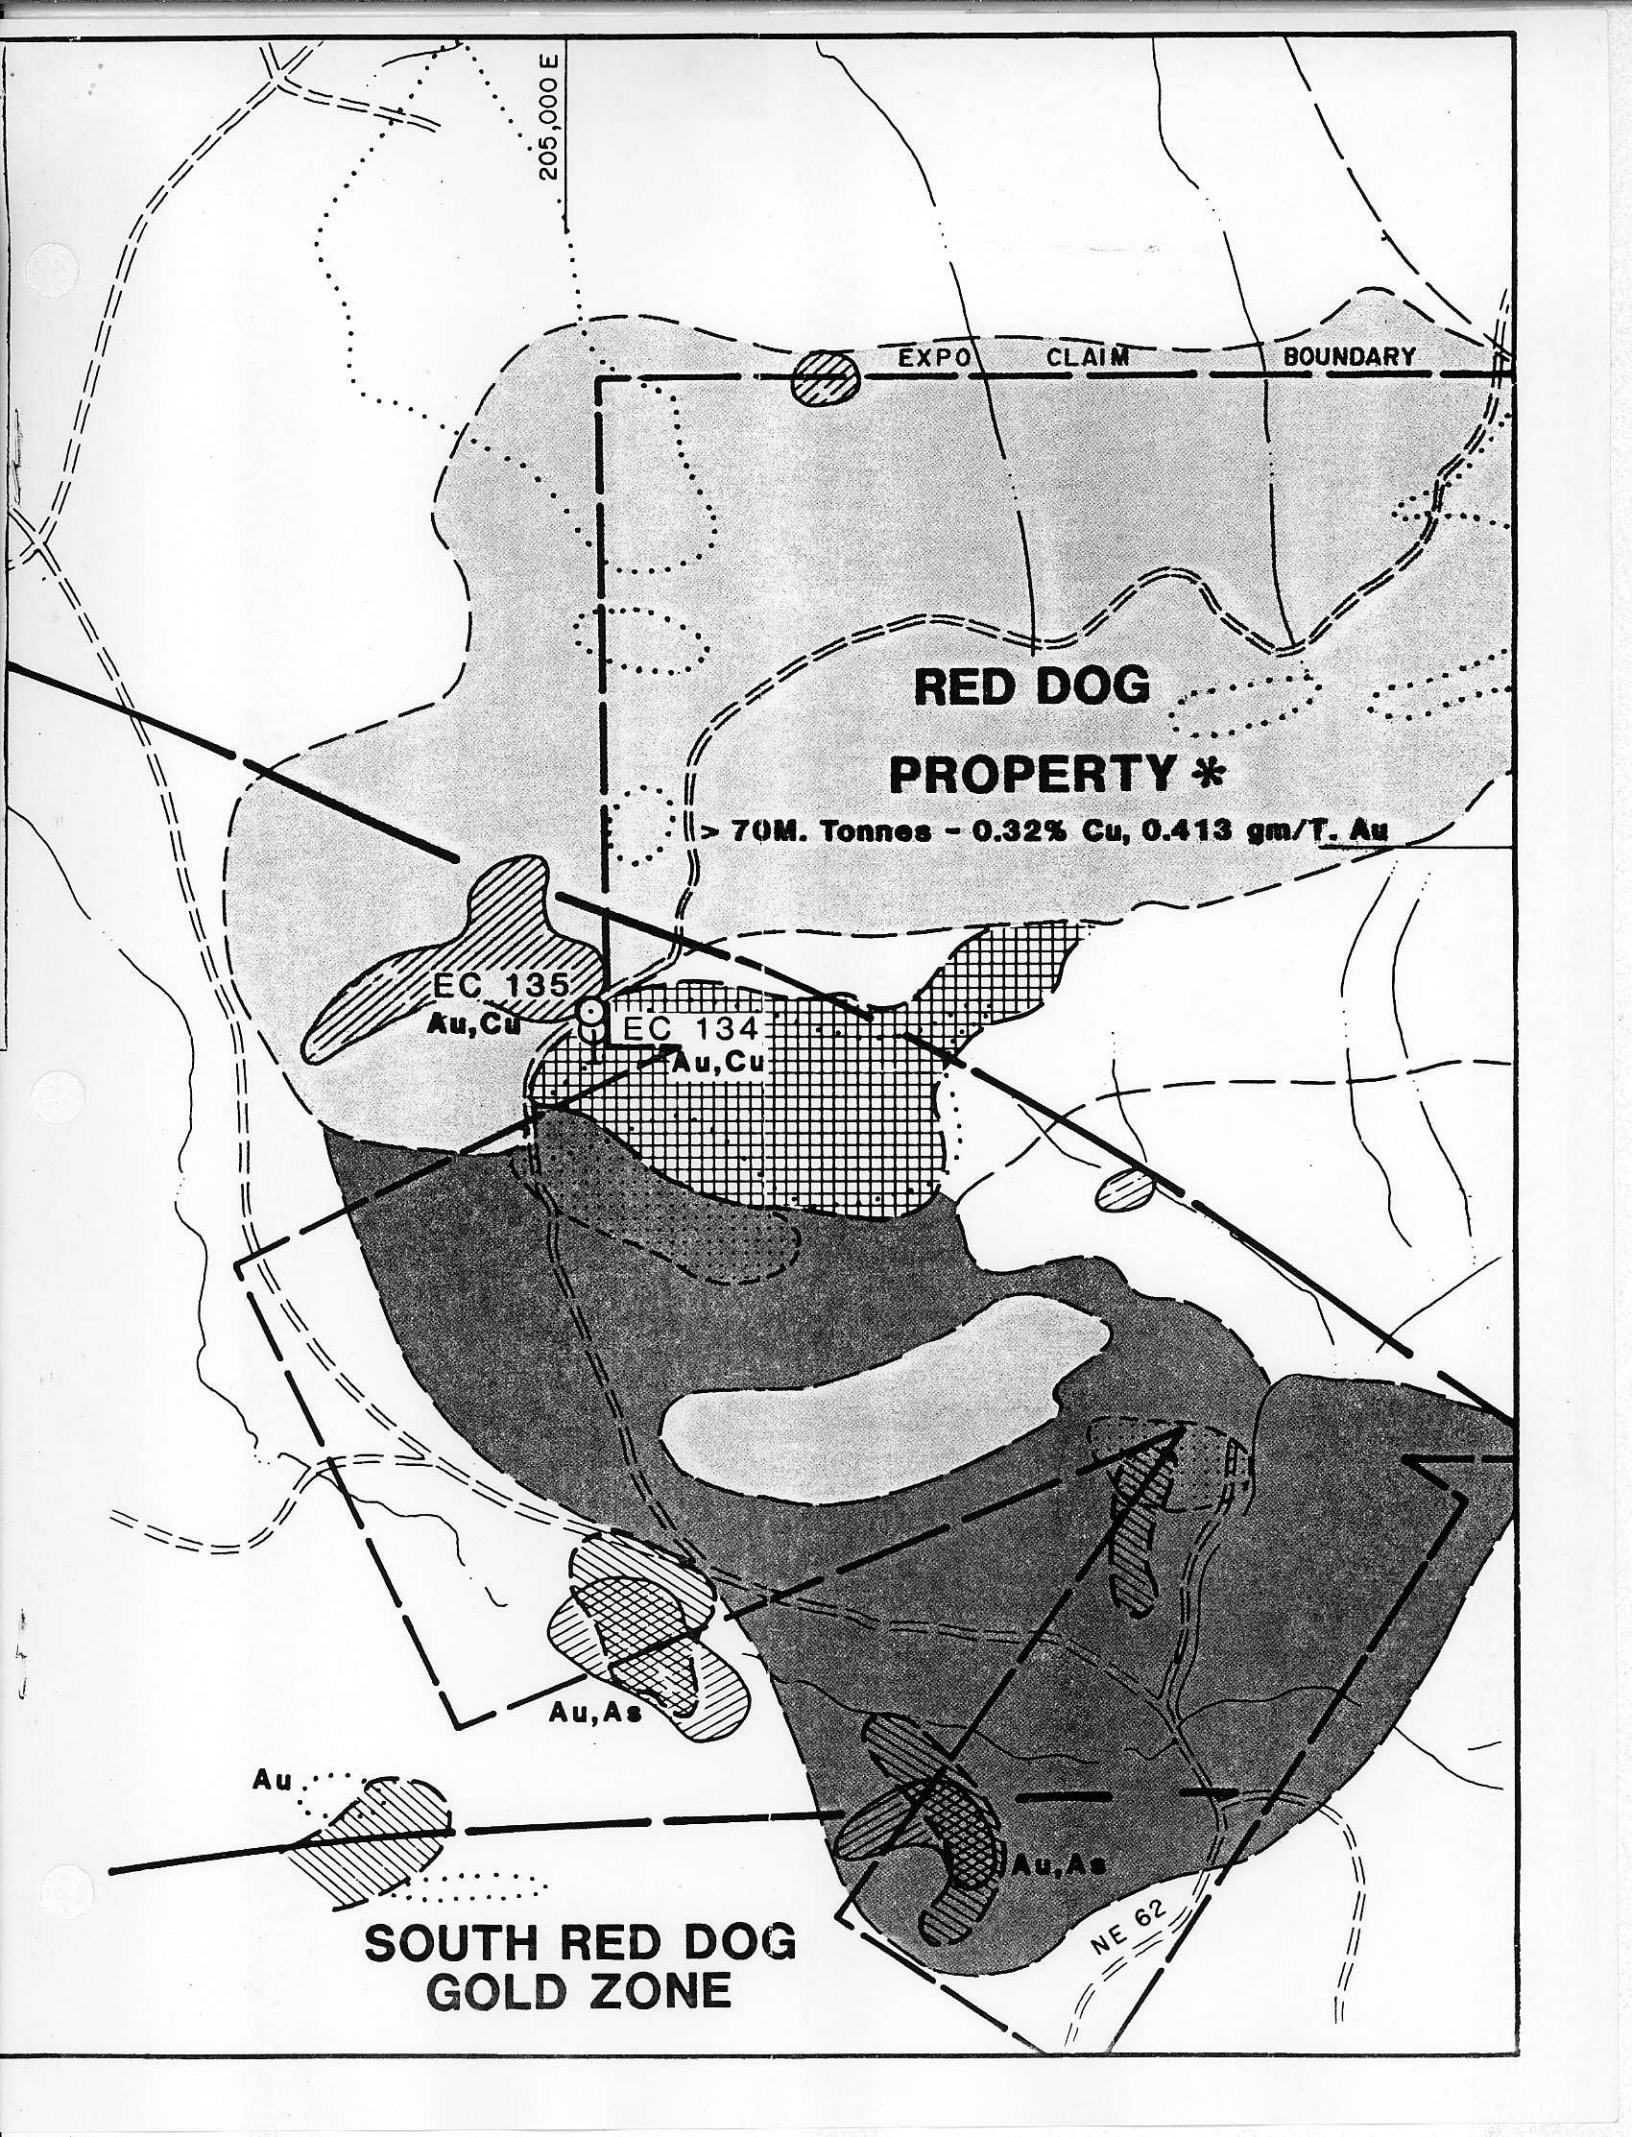 205,000 E
EXPO CLAIM BOUNDARY
RED DOG
PROPERTY *
> 70M. Tonnes - 0.32% Cu, 0.413 gm/T. Au
EC 135
Au,Cu
EC 134
Au,Cu
Au,As
Au
Au,As
NE 62
SOUTH RED DOG
GOLD ZONE